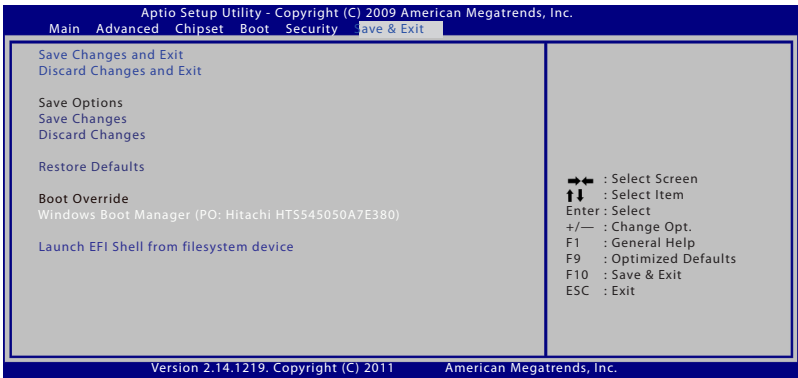 Aptio Setup Utility - Copyright (C) 2009 American Megatrends, Inc.
Main Advanced Chipset Boot Security Save & Exit
Save Changes and Exit
Discard Changes and Exit
Save Options
Save Changes
Discard Changes
Restore Defaults
Boot Override
Windows Boot Manager (PO: Hitachi HTS545050A7E380)
Launch EFI Shell from filesystem device
→← : Select Screen
↑↓ : Select Item
Enter : Select
+/— : Change Opt.
F1 : General Help
F9 : Optimized Defaults
F10 : Save & Exit
ESC : Exit
Version 2.14.1219. Copyright (C) 2011 American Megatrends, Inc.